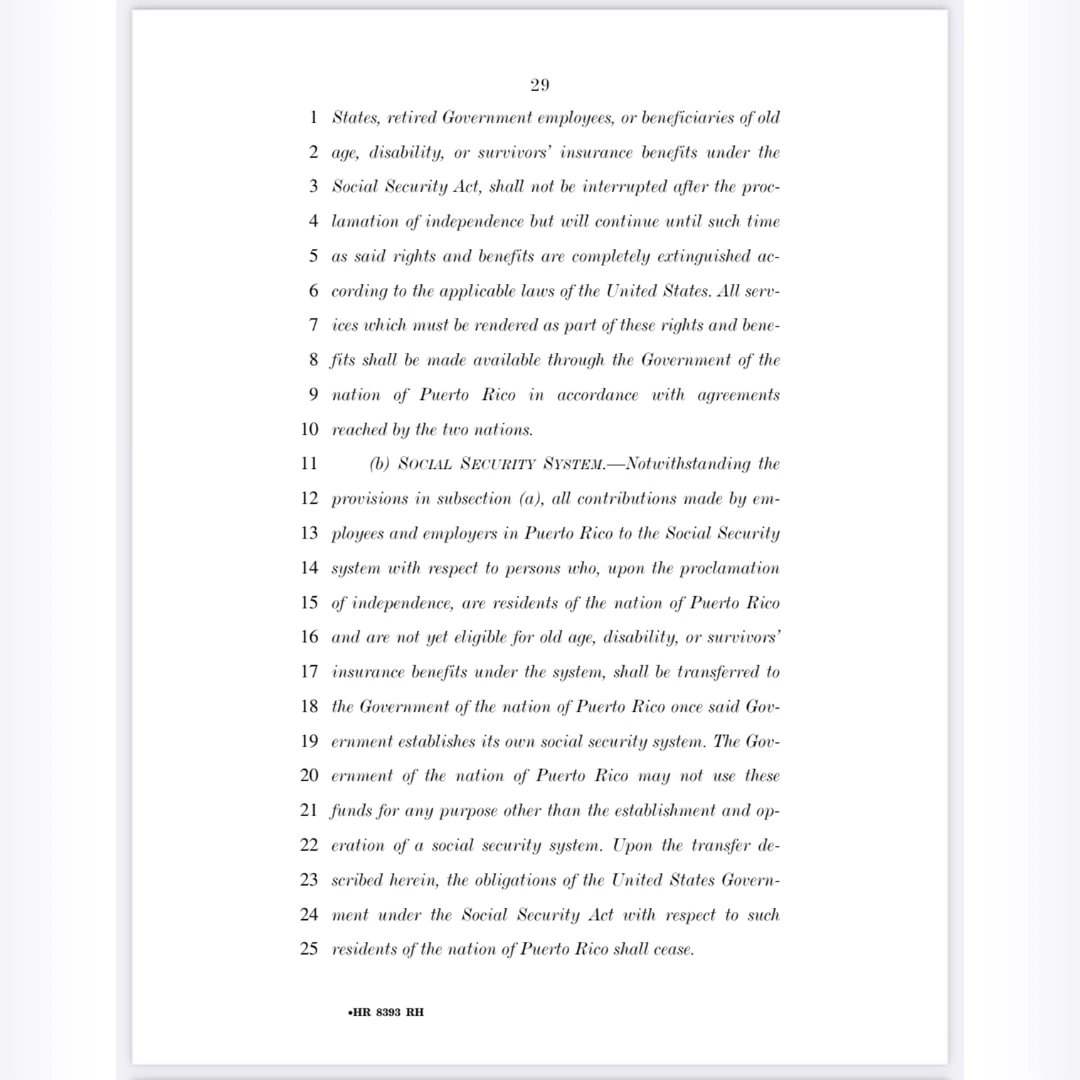 29
1 States, retired Government employees, or beneficiaries of old
2 age, disability, or survivors’ insurance benefits under the
3 Social Security Act, shall not be interrupted after the proc-
4 lamation of independence but will continue until such time
5 as said rights and benefits are completely extinguished ac-
6 cording to the applicable laws of the United States. All serv-
7 ices which must be rendered as part of these rights and bene-
8 fits shall be made available through the Government of the
9 nation of Puerto Rico in accordance with agreements
10 reached by the two nations.
11 (b) SOCIAL SECURITY SYSTEM.—Notwithstanding the
12 provisions in subsection (a), all contributions made by em-
13 ployees and employers in Puerto Rico to the Social Security
14 system with respect to persons who, upon the proclamation
15 of independence, are residents of the nation of Puerto Rico
16 and are not yet eligible for old age, disability, or survivors’
17 insurance benefits under the system, shall be transferred to
18 the Government of the nation of Puerto Rico once said Gov-
19 ernment establishes its own social security system. The Gov-
20 ernment of the nation of Puerto Rico may not use these
21 funds for any purpose other than the establishment and op-
22 eration of a social security system. Upon the transfer de-
23 scribed herein, the obligations of the United States Govern-
24 ment under the Social Security Act with respect to such
25 residents of the nation of Puerto Rico shall cease.
•HR 8393 RH